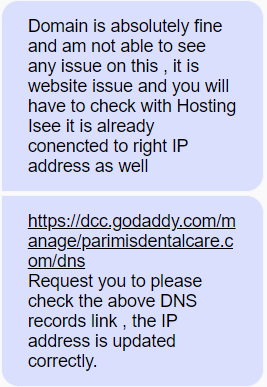 Domain is absolutely fine
and am not able to see
any issue on this , it is
website issue and you will
have to check with Hosting
Isee it is already
conencted to right IP
address as well
https://dcc.godaddy.com/m
anage/parimisdentalcare.c
om/dns
Request you to please
check the above DNS
records link , the IP
address is updated
correctly.